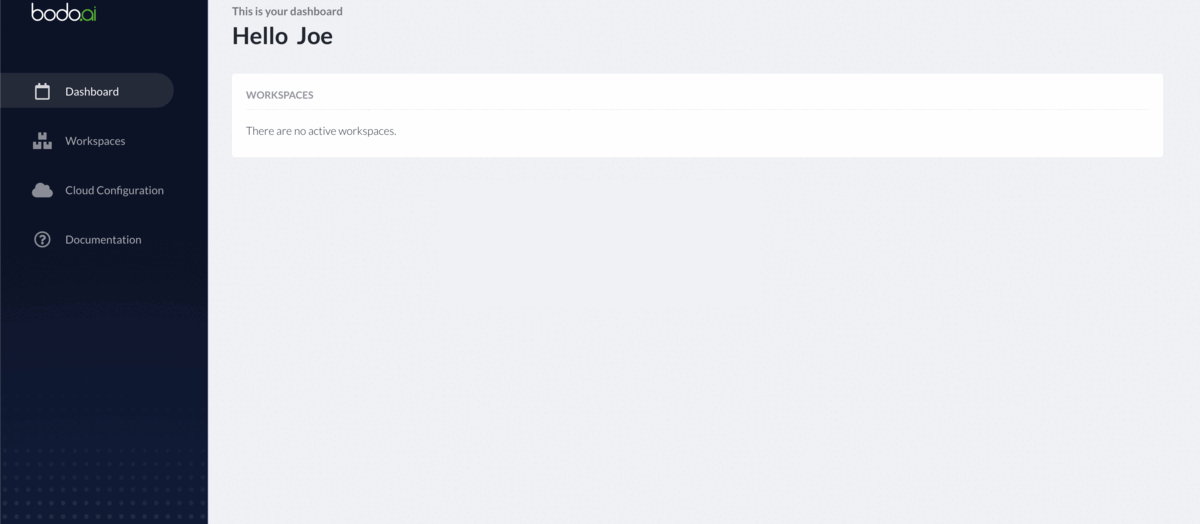 bodo.ai
Dashboard
Workspaces
Cloud Configuration
Documentation
This is your dashboard
Hello Joe
WORKSPACES
There are no active workspaces.